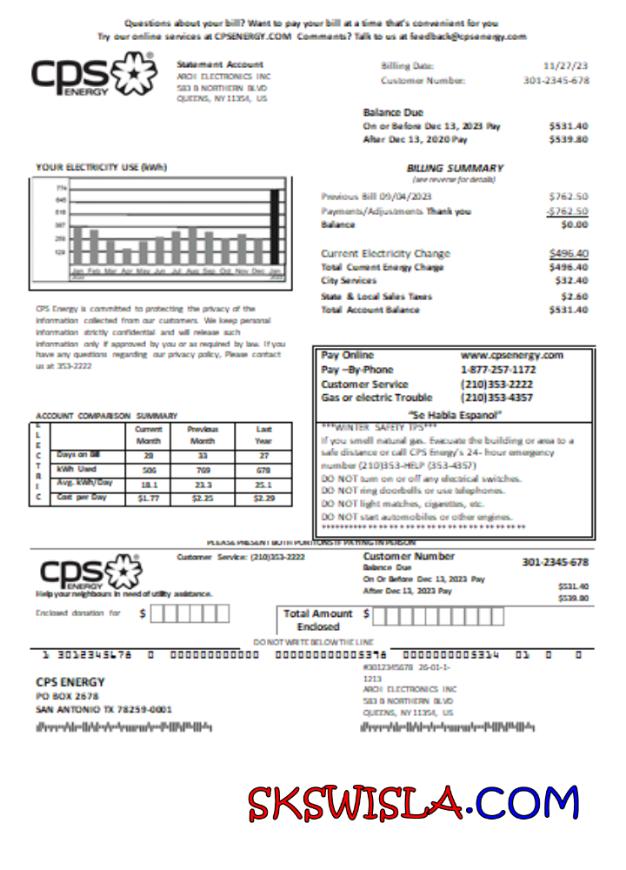 Questions about your bill? Want to pay your bill at a time that's convenient for you
Try our online services at CPSENERGY.COM Comments? Talk to us at feedback@cpsenergy.com
cps
ENERGY
Statement Account
ARCH ELECTRONICS INC
583 B NORTHERN BLVD
QUEENS, NY 11354, US
Billing Date: 11/27/23
Customer Number: 301-2345-678
Balance Due
On or Before Dec 13, 2023 Pay $531.40
After Dec 13, 2020 Pay $539.80
YOUR ELECTRICITY USE (kWh)
774
645
516
387
258
129
Jan Feb Mar Apr May Jun Jul Aug Sep Oct Nov Dec Jan
BILLING SUMMARY
(see reverse for details)
Previous Bill 09/04/2023 $762.50
Payments/Adjustments Thank you -$762.50
Balance $0.00
Current Electricity Change $496.40
Total Current Energy Charge $496.40
City Services $32.40
State & Local Sales Taxes $2.60
Total Account Balance $531.40
CPS Energy is committed to protecting the privacy of the
information collected from our customers. We keep personal
information strictly confidential and will release such
information only if approved by you or as required by law. If you
have any questions regarding our privacy policy, Please contact
us at 353-2222
Pay Online www.cpsenergy.com
Pay –By-Phone 1-877-257-1172
Customer Service (210)353-2222
Gas or electric Trouble (210)353-4357
"Se Habla Espanol"
***WINTER SAFETY TPS***
If you smell natural gas. Evacuate the building or area to a
safe distance or call CPS Energy's 24- hour emergency
number (210)353-HELP (353-4357)
DO NOT turn on or off any electrical switches.
DO NOT ring doorbells or use telephones.
DO NOT light matches, cigarettes, etc.
DO NOT start automobiles or other engines.
ACCOUNT COMPARISON SUMMARY
ELECTRIC
Current Month Previous Month Last Year
Days on Bill 28 33 27
kWh Used 506 769 678
Avg. kWh/Day 18.1 23.3 25.1
Cost per Day $1.77 $2.25 $2.29
PLEASE PRESENT BOTH PORTIONS IF PAYING IN PERSON
cps
ENERGY
Customer Service: (210)353-2222
Customer Number 301-2345-678
Balance Due
On Or Before Dec 13, 2023 Pay $531.40
After Dec 13, 2023 Pay $539.80
Help your neighbours in need of utility assistance.
Enclosed donation for $
Total Amount Enclosed $
DO NOT WRITE BELOW THE LINE
1 3012345678 0 000000000000 0000000000005398 00000000005314 01 0 0
CPS ENERGY
PO BOX 2678
SAN ANTONIO TX 78259-0001
#3012345678 26-01-1-
1213
ARCH ELECTRONICS INC
583 B NORTHERN BLVD
QUEENS, NY 11354, US
SKSWISLA.COM